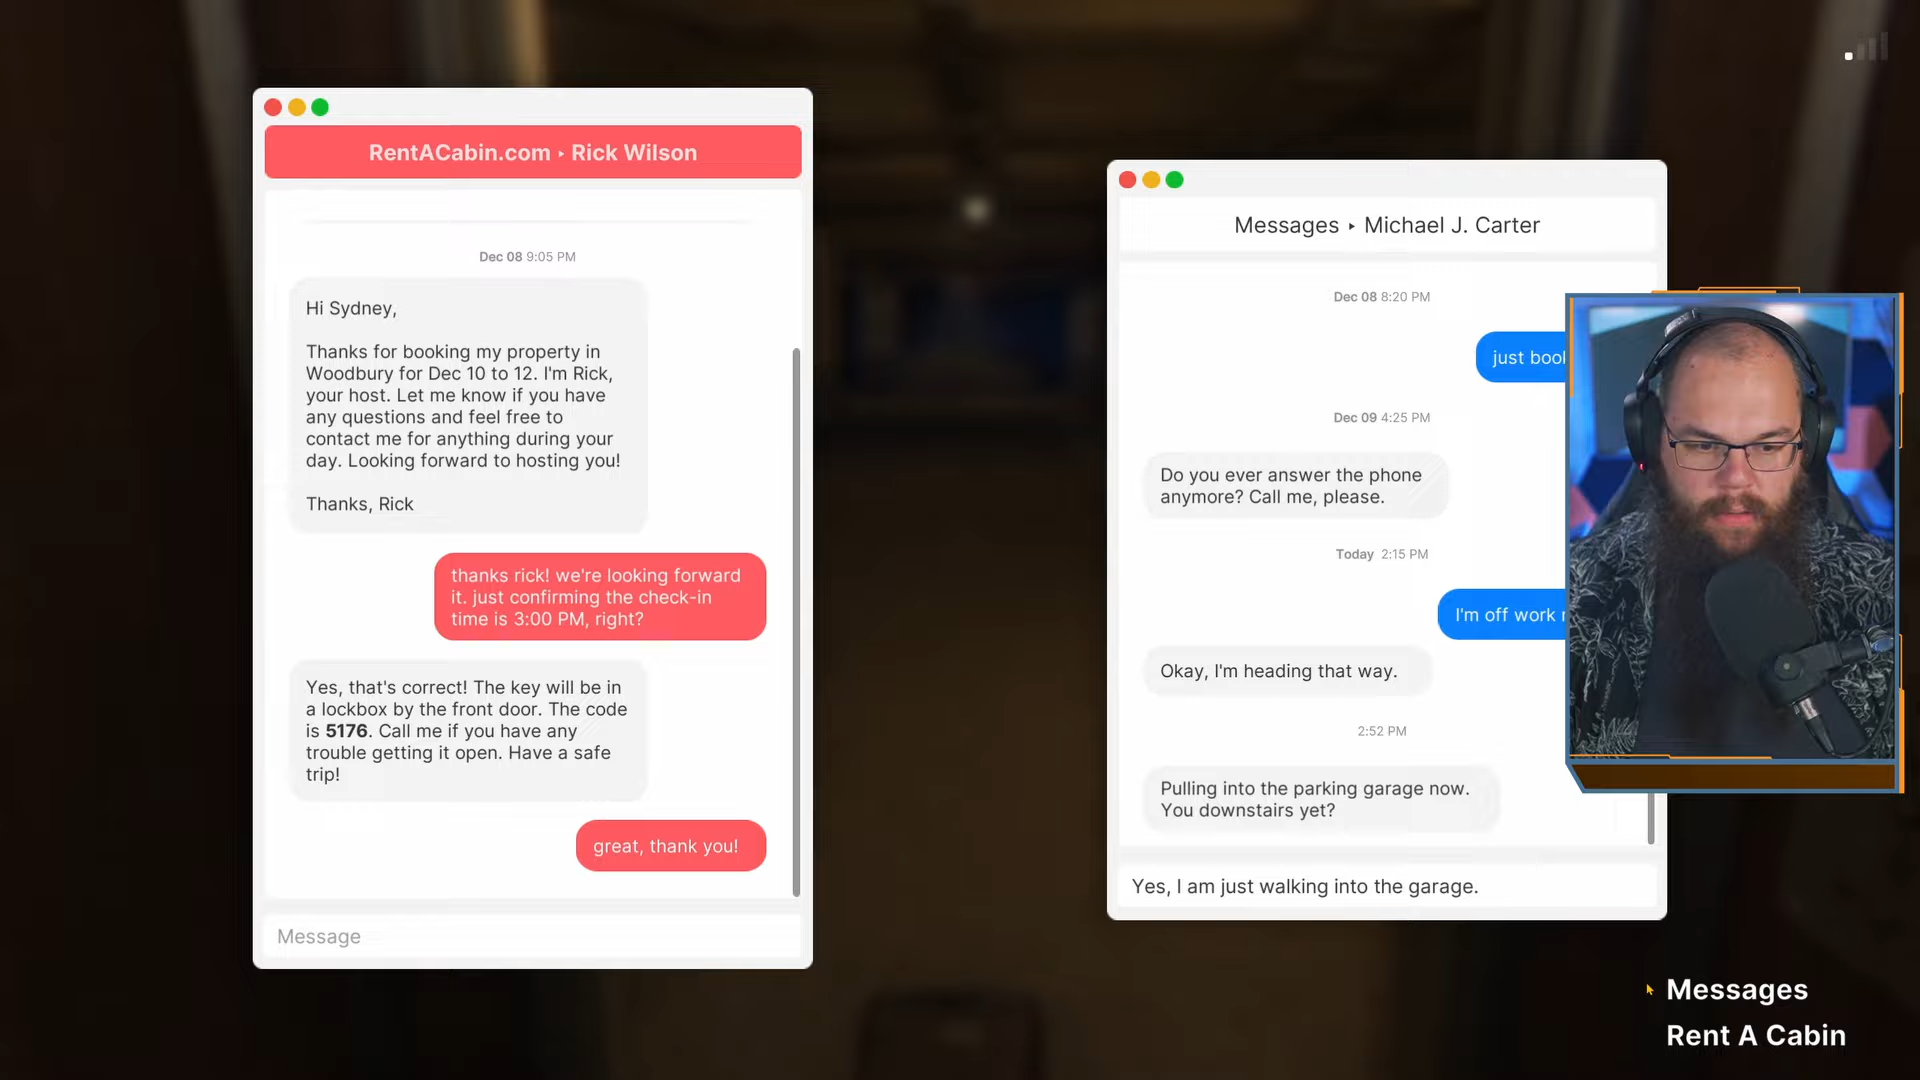 RentACabin.com ▸ Rick Wilson
Dec 08 9:05 PM
Hi Sydney,
Thanks for booking my property in
Woodbury for Dec 10 to 12. I'm Rick,
your host. Let me know if you have
any questions and feel free to
contact me for anything during your
day. Looking forward to hosting you!
Thanks, Rick
thanks rick! we're looking forward
it. just confirming the check-in
time is 3:00 PM, right?
Yes, that's correct! The key will be in
a lockbox by the front door. The code
is 5176. Call me if you have any
trouble getting it open. Have a safe
trip!
great, thank you!
Message
Messages ▸ Michael J. Carter
Dec 08 8:20 PM
just
Dec 09 4:25 PM
Do you ever answer the phone
anymore? Call me, please.
Today 2:15 PM
I'm off work
Okay, I'm heading that way.
2:52 PM
Pulling into the parking garage now.
You downstairs yet?
Yes, I am just walking into the garage.
Messages
Rent A Cabin